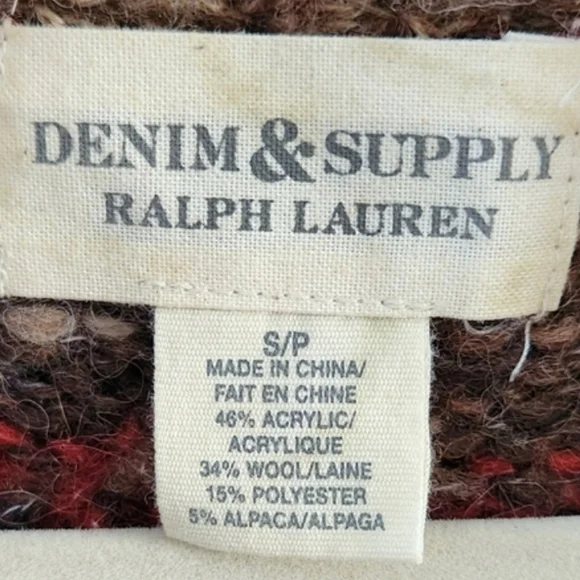 DENIM & SUPPLY
RALPH LAUREN
S/P
MADE IN CHINA/
FAIT EN CHINE
46% ACRYLIC/
ACRYLIQUE
34% WOOL/LAINE
15% POLYESTER
5% ALPACA/ALPAGA